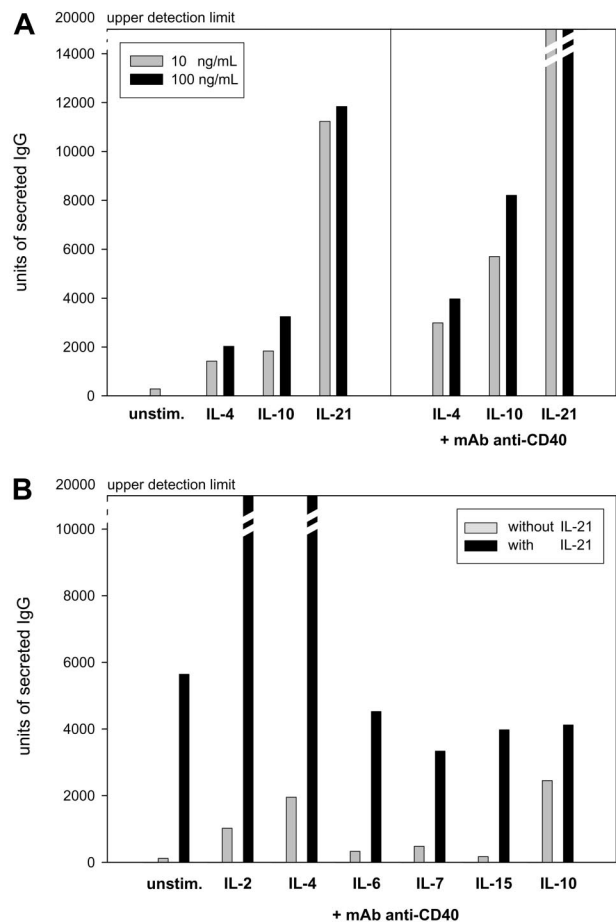 A
20000 upper detection limit
14000
12000
10000
8000
6000
4000
2000
0
units of secreted IgG
10 ng/mL
100 ng/mL
unstim. IL-4 IL-10 IL-21 IL-4 IL-10 IL-21
+ mAb anti-CD40
B
20000 upper detection limit
10000
8000
6000
4000
2000
0
units of secreted IgG
without IL-21
with IL-21
unstim. IL-2 IL-4 IL-6 IL-7 IL-15 IL-10
+ mAb anti-CD40